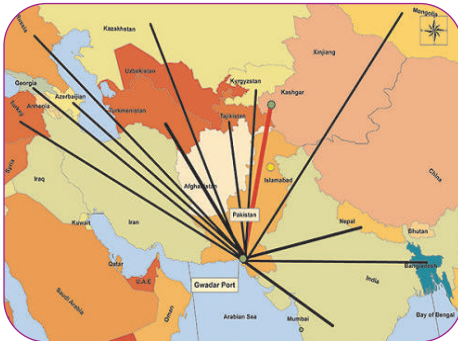 Russia
Kazakhstan
Mongolia
Xinjiang
Uzbekistan
Kyrgyzstan
Georgia
Kashgar
Azerbaijian
Armenia
Turkey
Turkmenistan
Tajikistan
Syria
China
Islamabad
Iraq
Afghanistan
Iran
Pakistan
Kuwait
Nepal
Bhutan
Qatar
Bangladesh
U.A.E
Gwadar Port
India
Saudi Arabia
Oman
Arabian Sea
Mumbai
Bay of Bengal